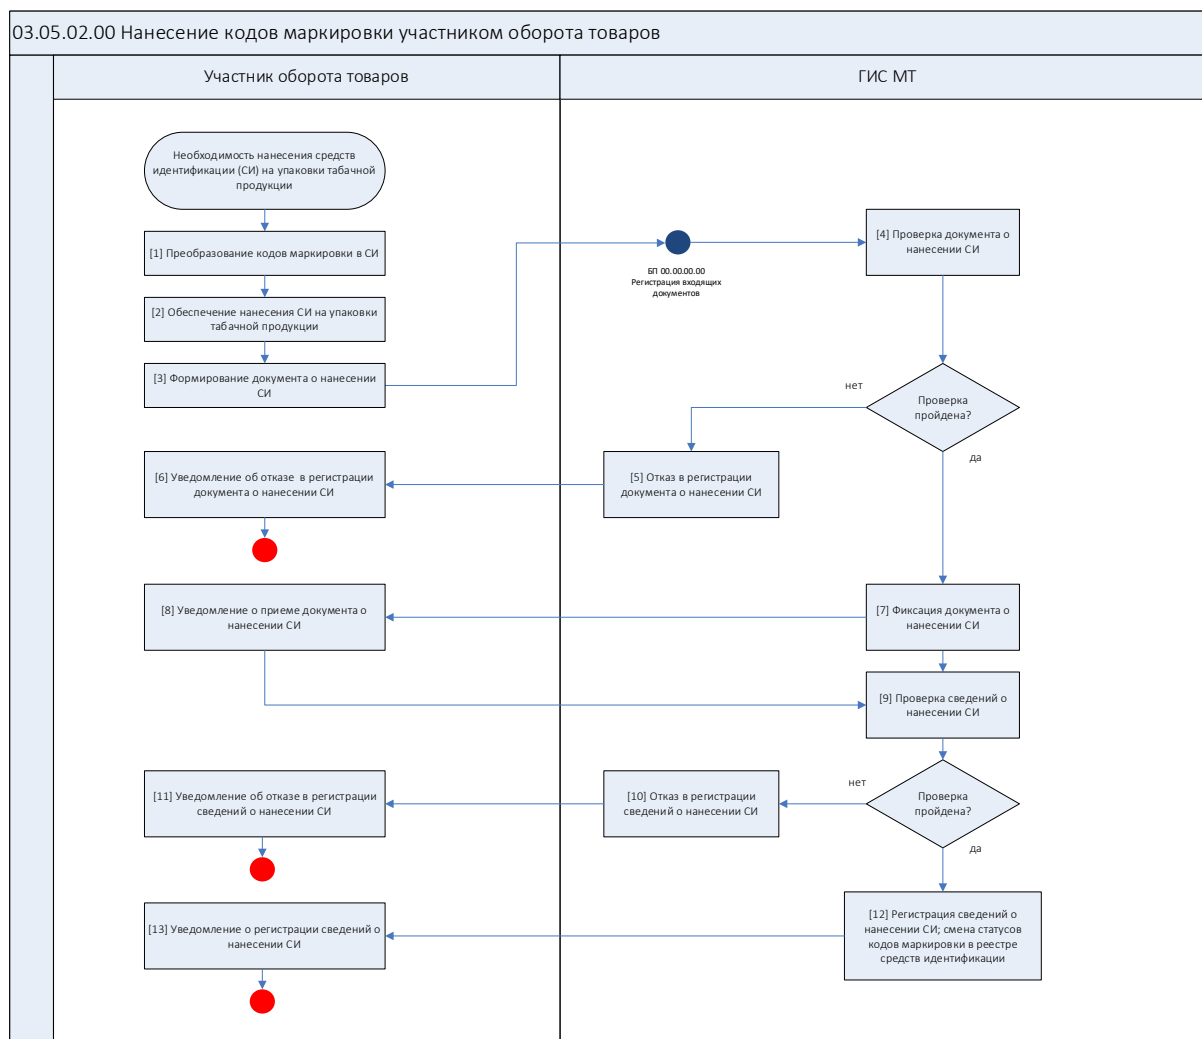 03.05.02.00 Нанесение кодов маркировки участником оборота товаров
Участник оборота товаров
ГИС МТ
Необходимость нанесения средств
идентификации (СИ) на упаковки табачной
продукции
[1] Преобразование кодов маркировки в СИ
[2] Обеспечение нанесения СИ на упаковки
табачной продукции
[3] Формирование документа о нанесении
СИ
БП 00.00.00.00
Регистрация входящих
документов
[4] Проверка документа о
нанесении СИ
Проверка
пройдена?
нет
да
[5] Отказ в регистрации
документа о нанесении СИ
[6] Уведомление об отказе в регистрации
документа о нанесении СИ
[7] Фиксация документа о
нанесении СИ
[8] Уведомление о приеме документа о
нанесении СИ
[9] Проверка сведений о
нанесении СИ
Проверка
пройдена?
нет
да
[10] Отказ в регистрации
сведений о нанесении СИ
[11] Уведомление об отказе в регистрации
сведений о нанесении СИ
[12] Регистрация сведений о
нанесении СИ; смена статусов
кодов маркировки в реестре
средств идентификации
[13] Уведомление о регистрации сведений о
нанесении СИ